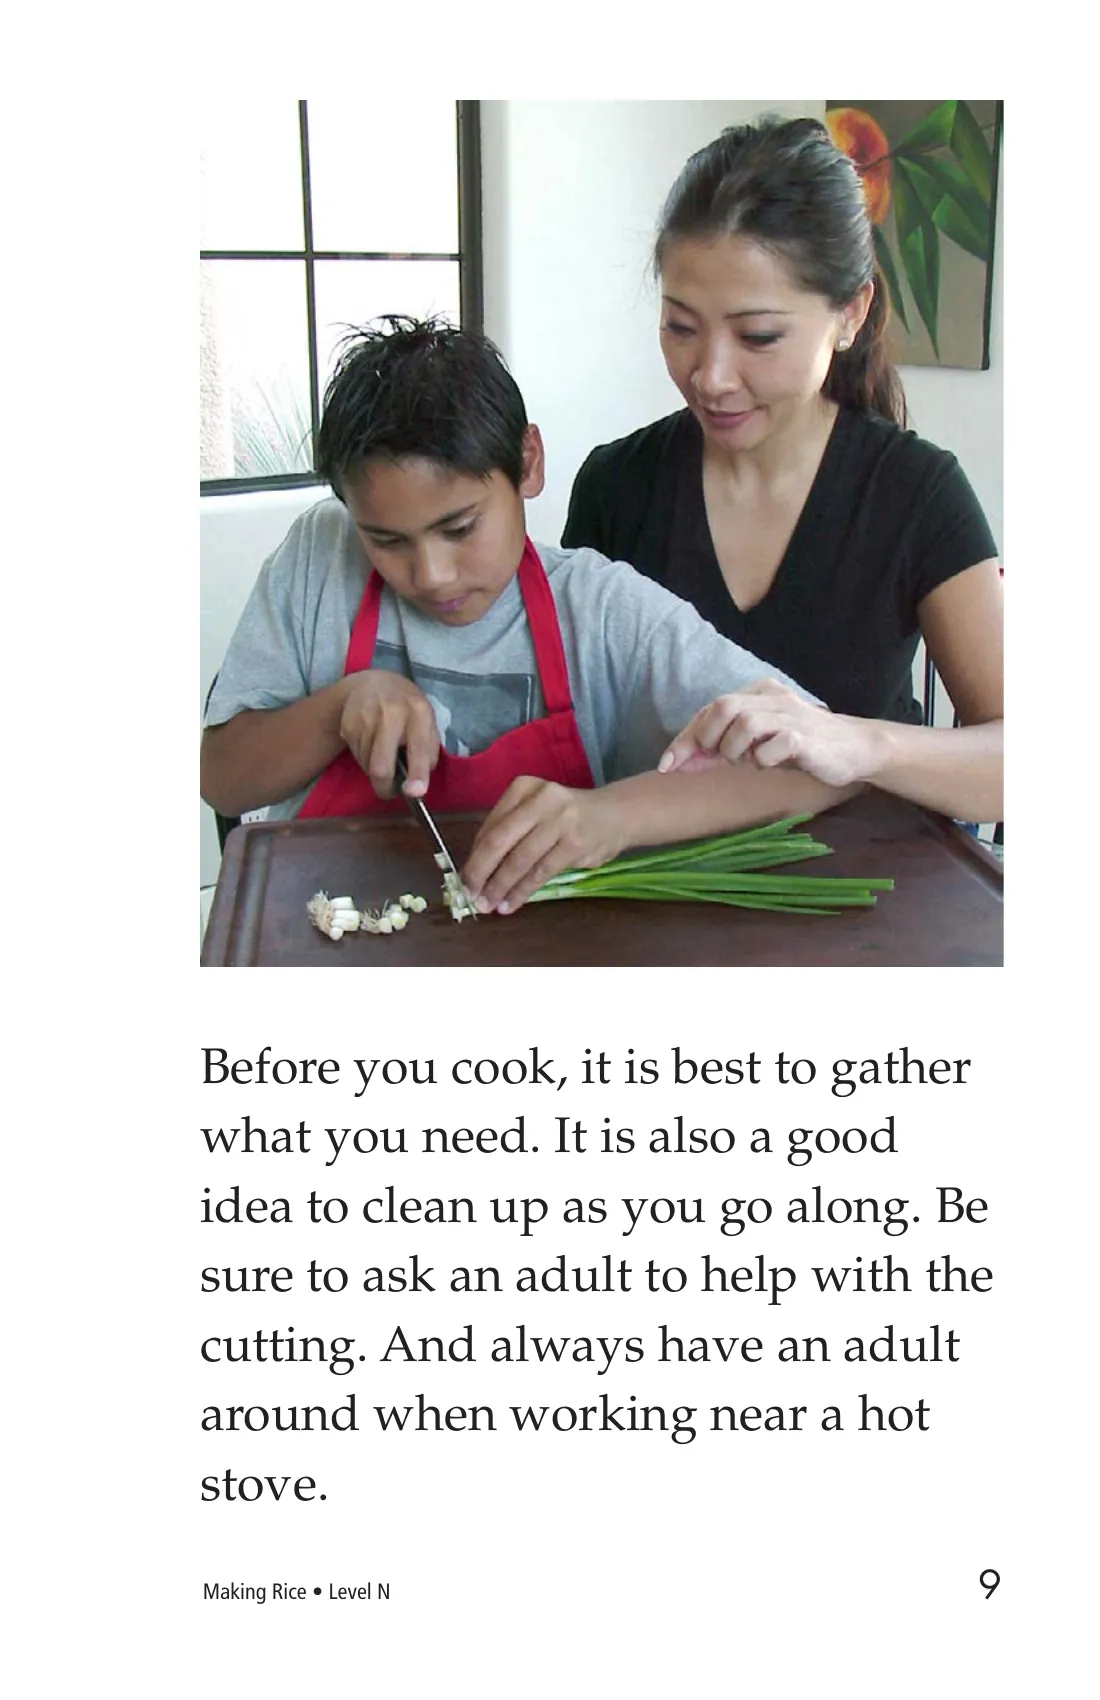 Before you cook, it is best to gather
what you need. It is also a good
idea to clean up as you go along. Be
sure to ask an adult to help with the
cutting. And always have an adult
around when working near a hot
stove.
Making Rice • Level N
9